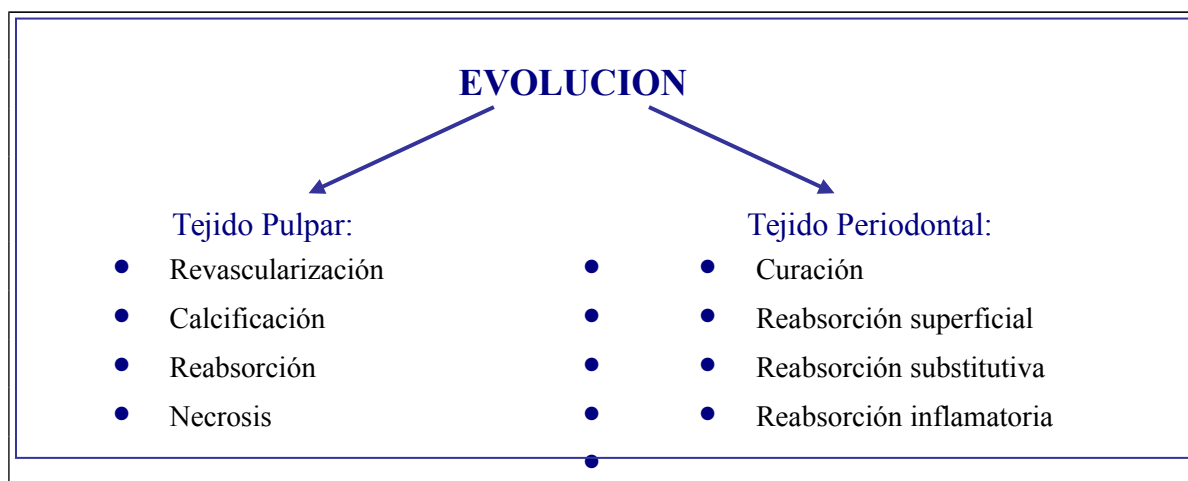 EVOLUCION
Tejido Pulpar:
• Revascularización
• Calcificación
• Reabsorción
• Necrosis
Tejido Periodontal:
• Curación
• Reabsorción superficial
• Reabsorción substitutiva
• Reabsorción inflamatoria